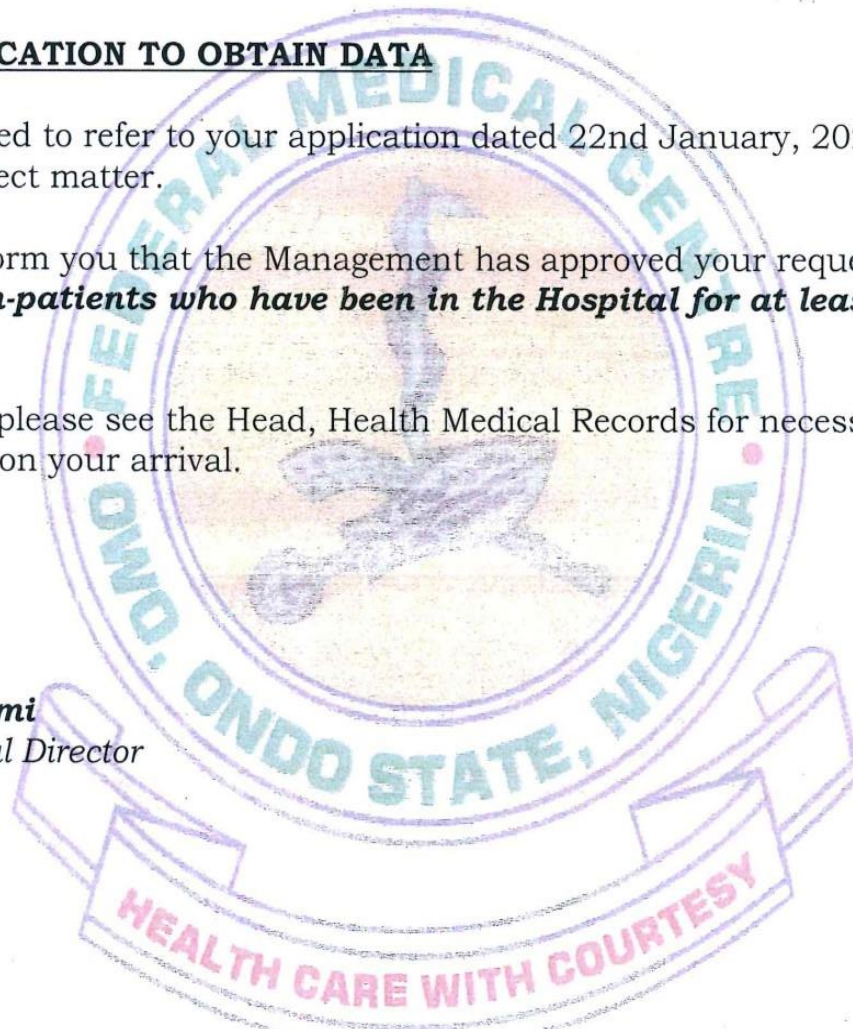 CATION TO OBTAIN DATA
ed to refer to your application dated 22nd January, 20
ect matter.
orm you that the Management has approved your reque
-patients who have been in the Hospital for at leas
please see the Head, Health Medical Records for necess
on your arrival.
mi
l Director
FEDERAL MEDICAL CENTRE
OWO, ONDO STATE, NIGERIA
HEALTH CARE WITH COURTESY